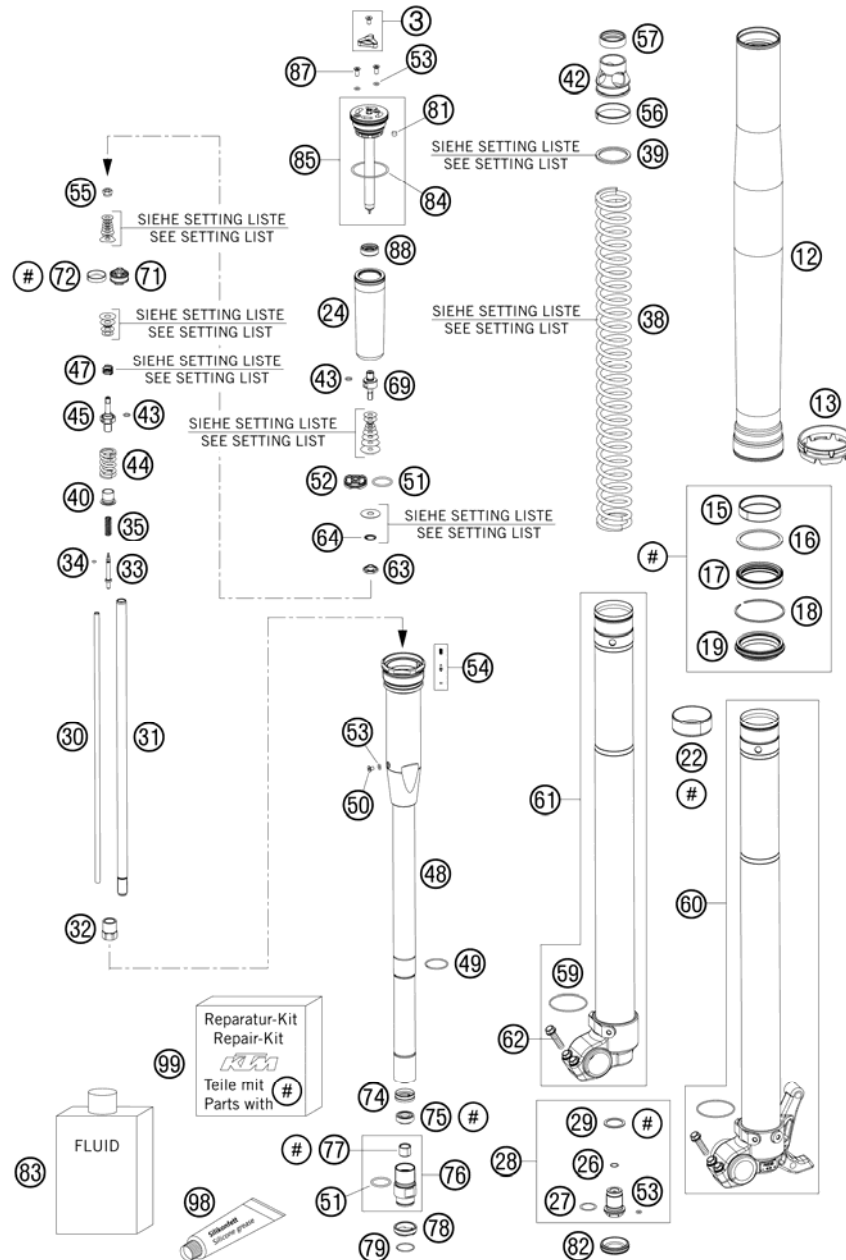 3
87
53
81
85
84
57
42
56
SIEHE SETTING LISTE
SEE SETTING LIST
39
12
55
SIEHE SETTING LISTE
SEE SETTING LIST
# 72 71
88
24
SIEHE SETTING LISTE
SEE SETTING LIST
SIEHE SETTING LISTE
SEE SETTING LIST
38
47
SIEHE SETTING LISTE
SEE SETTING LIST
43
69
45
43
SIEHE SETTING LISTE
SEE SETTING LIST
13
44
52
51
40
35
64
SIEHE SETTING LISTE
SEE SETTING LIST
34
33
63
15
16
#
17
18
19
54
30
31
53
50
61
22
#
48
60
32
49
59
62
Reparatur-Kit
Repair-Kit
KTM
Teile mit
Parts with #
99
74
75 #
# 77
76
51
78
79
FLUID
83
98
Silikonfett
Silicone grease
29 #
28
26
27
53
82